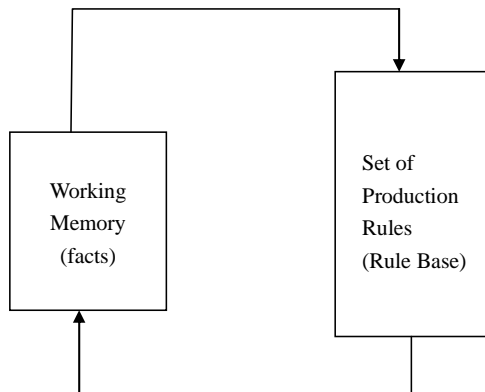 Working
Memory
(facts)
Set of
Production
Rules
(Rule Base)